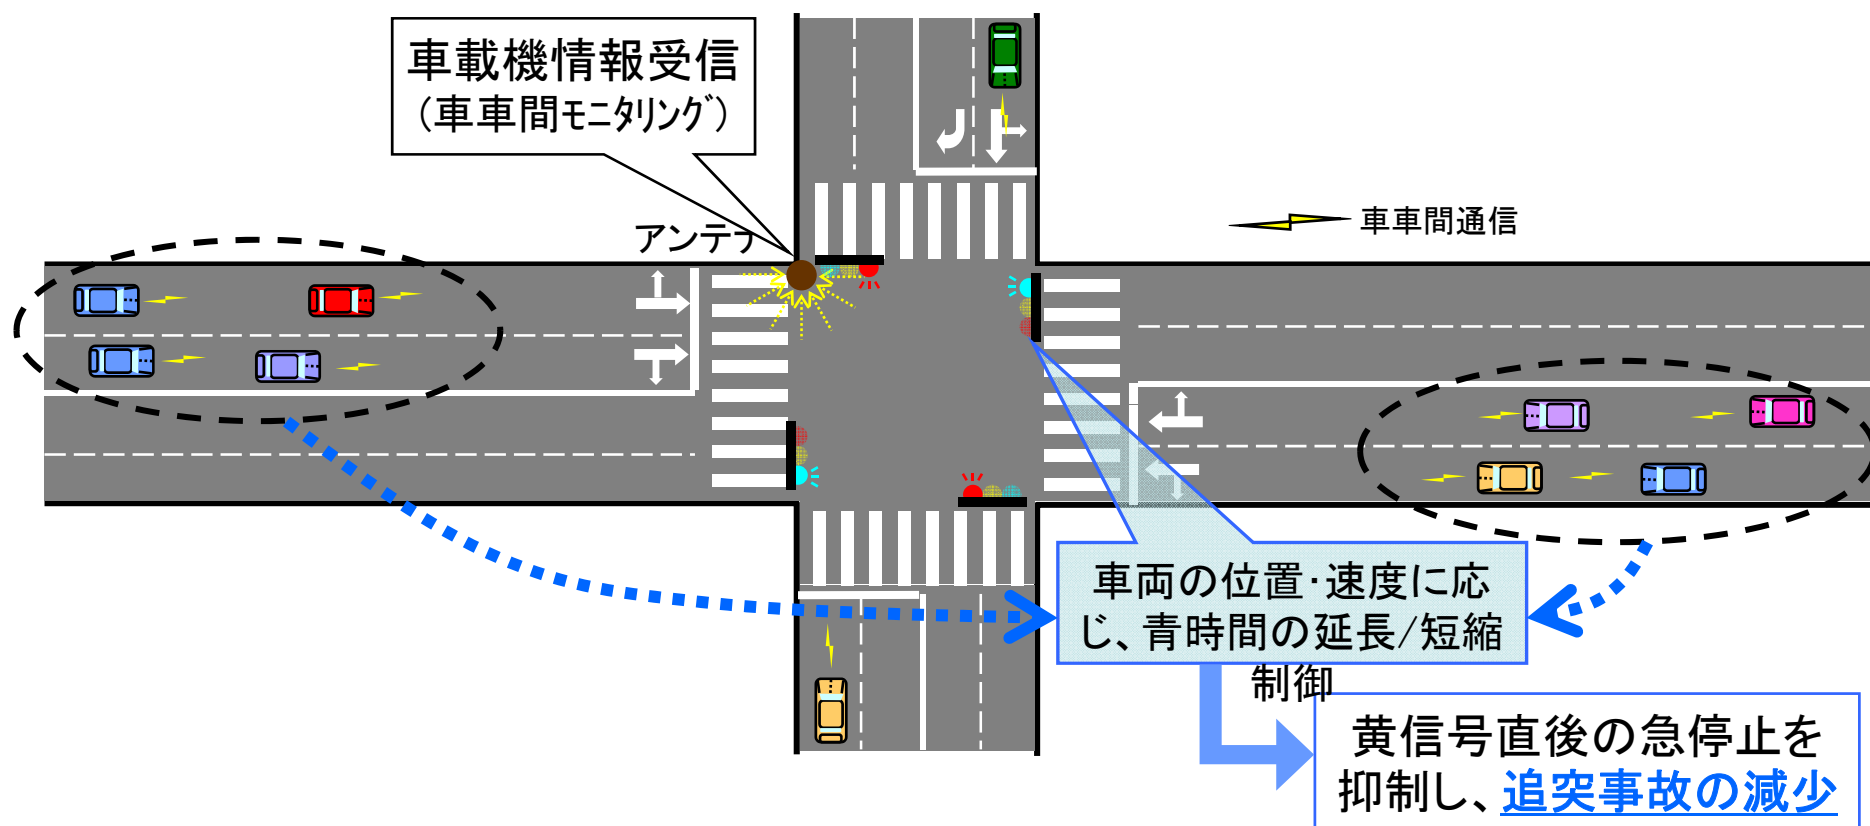 車載機情報受信
(車車間モニタリング)
アンテナ
車車間通信
車両の位置･速度に応
じ、青時間の延長/短縮
制御
黄信号直後の急停止を
抑制し、追突事故の減少